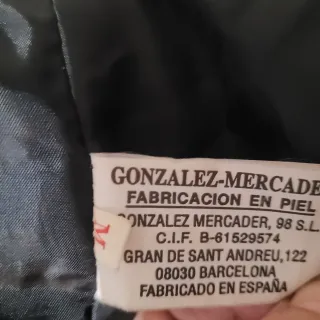 GONZALEZ-MERCADE
FABRICACION EN PIEL
GONZALEZ MERCADER, 98 S.L.
C.I.F. B-61529574
GRAN DE SANT ANDREU, 122
08030 BARCELONA
FABRICADO EN ESPAÑA
M